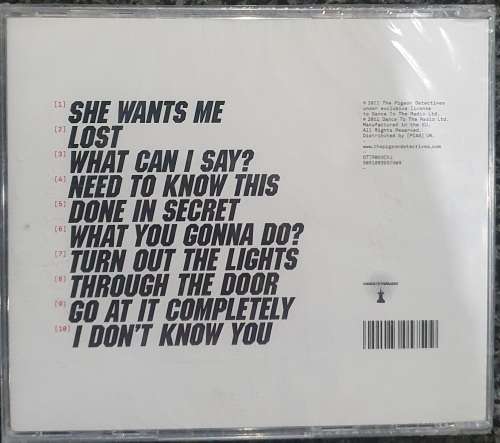 [1] SHE WANTS ME
[2] LOST
[3] WHAT CAN I SAY?
[4] NEED TO KNOW THIS
[5] DONE IN SECRET
[6] WHAT YOU GONNA DO?
[7] TURN OUT THE LIGHTS
[8] THROUGH THE DOOR
[9] GO AT IT COMPLETELY
[10] I DON'T KNOW YOU
℗ 2011 The Pigeon Detectives
under exclusive license
to Dance To The Radio Ltd.
© 2011 Dance To The Radio Ltd.
Manufactured in the EU.
All Rights Reserved.
Distributed by [PIAS] UK.
www.thepigeondetectives.com